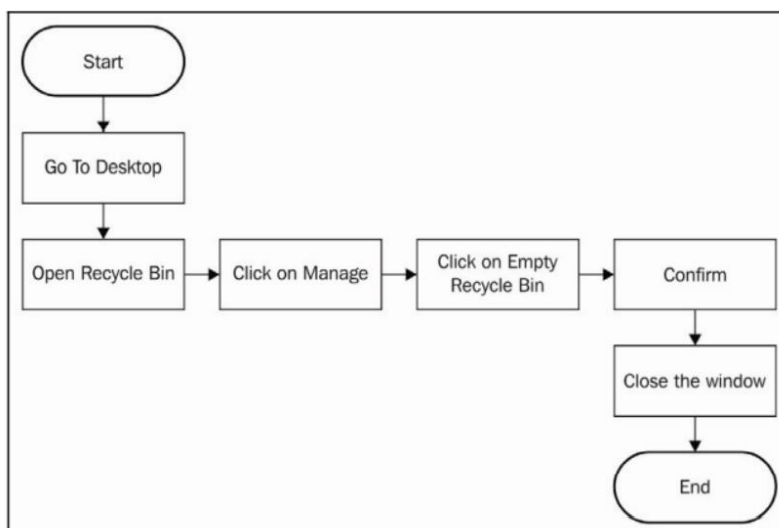 Start
Go To Desktop
Open Recycle Bin
Click on Manage
Click on Empty
Recycle Bin
Confirm
Close the window
End